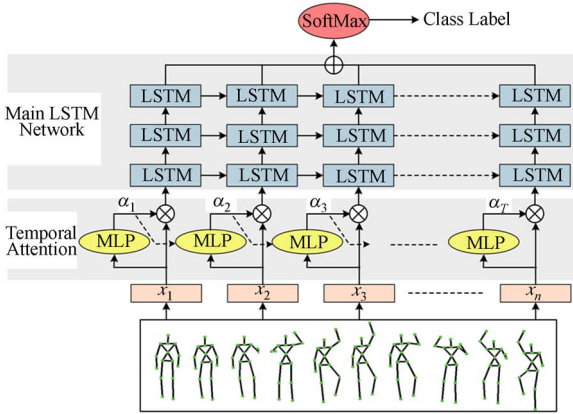 SoftMax
Class Label
Main LSTM
Network
LSTM LSTM LSTM LSTM
LSTM LSTM LSTM LSTM
LSTM LSTM LSTM LSTM
Temporal
Attention
α1 α2 α3 αT
MLP MLP MLP MLP
x1 x2 x3 xn